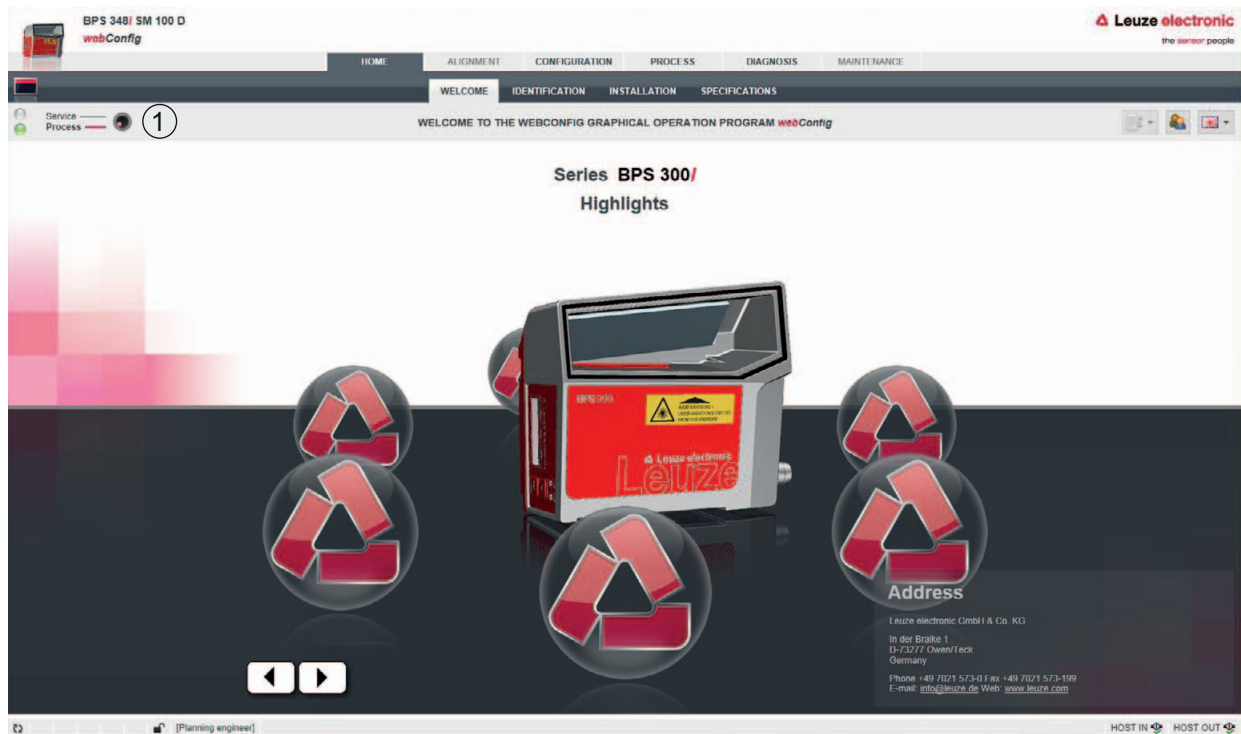 BPS 348i SM 100 D
webConfig
Leuze electronic
the sensor people
HOME ALIGNMENT CONFIGURATION PROCESS DIAGNOSIS MAINTENANCE
WELCOME IDENTIFICATION INSTALLATION SPECIFICATIONS
Service
Process
1
WELCOME TO THE WEBCONFIG GRAPHICAL OPERATION PROGRAM webConfig
Series BPS 300i
Highlights
BPS 300
Leuze electronic
Leuze
Address
Leuze electronic GmbH & Co. KG
In der Braike 1
D-73277 Owen/Teck
Germany
Phone +49 7021 573-0 Fax +49 7021 573-199
E-mail: info@leuze.de Web: www.leuze.com
[Planning engineer]
HOST IN HOST OUT